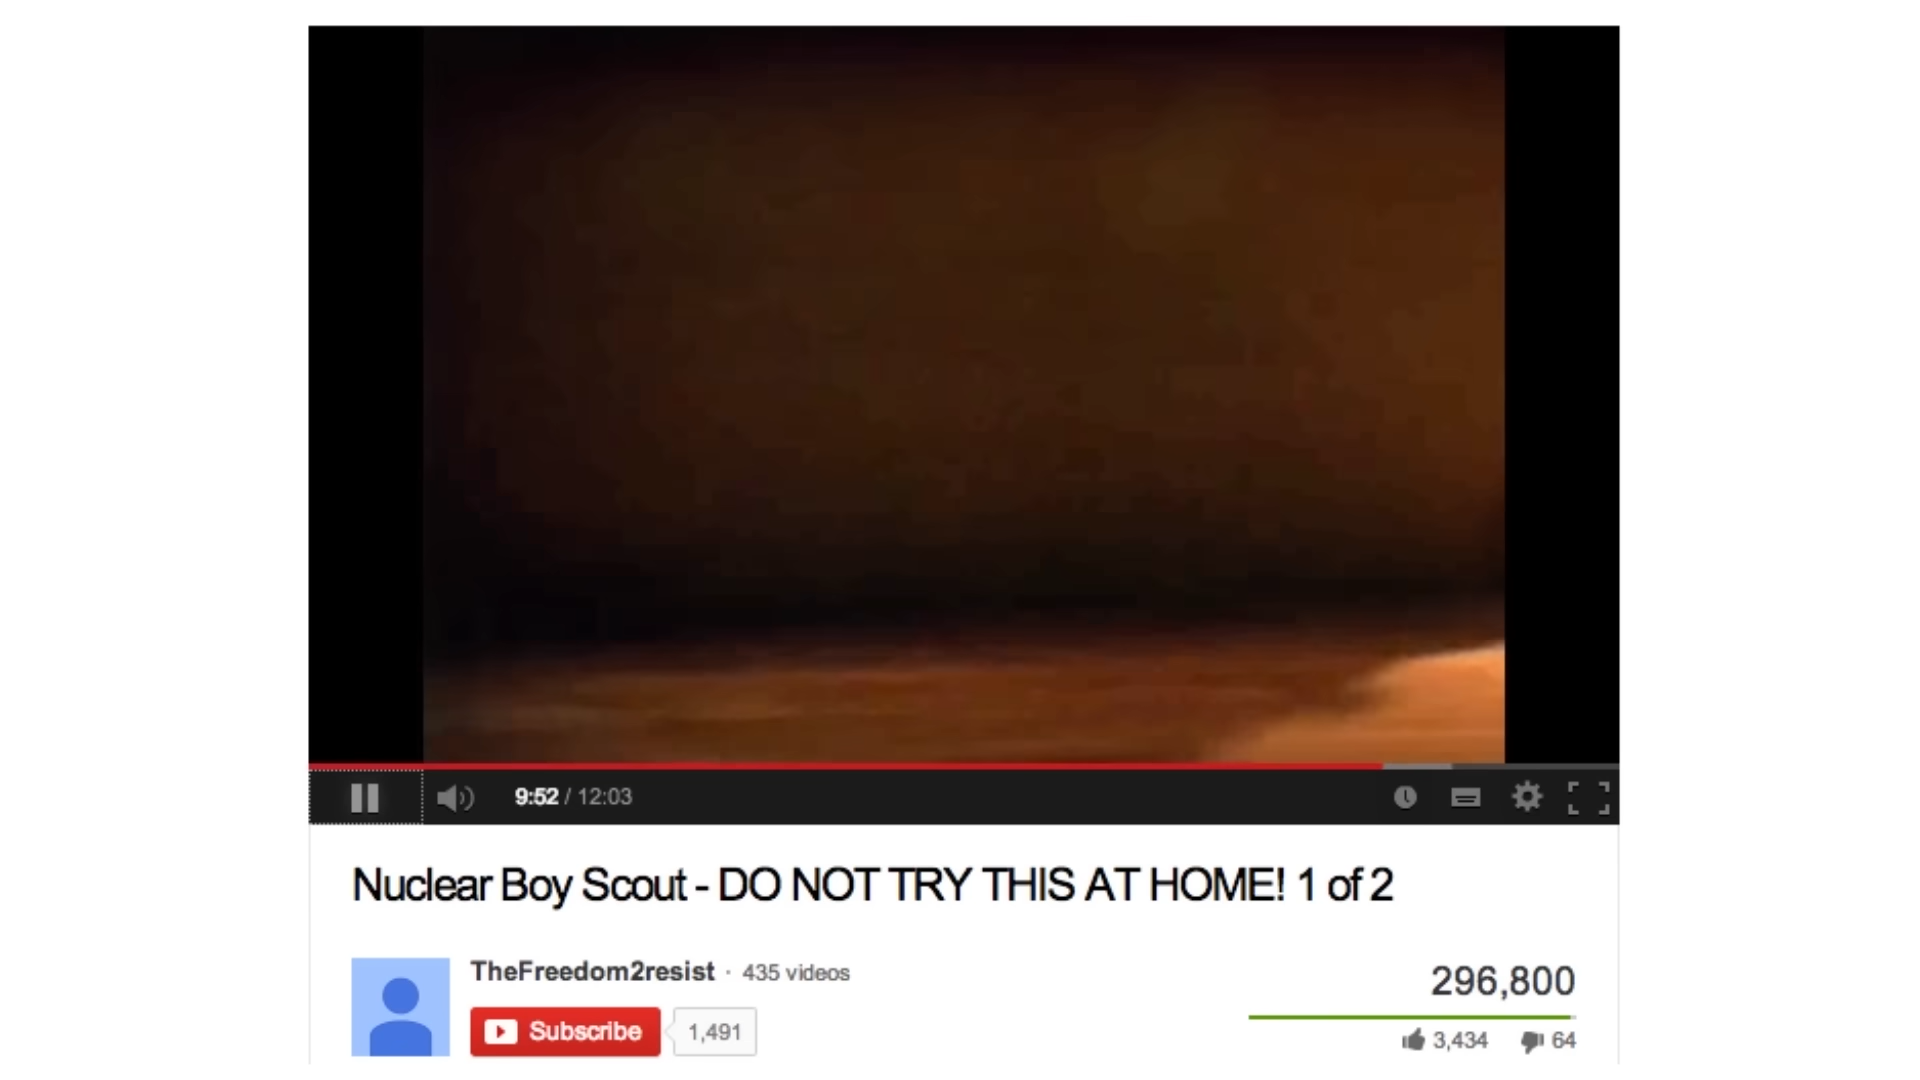 9:52 / 12:03
Nuclear Boy Scout - DO NOT TRY THIS AT HOME! 1 of 2
TheFreedom2resist · 435 videos
296,800
Subscribe 1,491
3,434 64